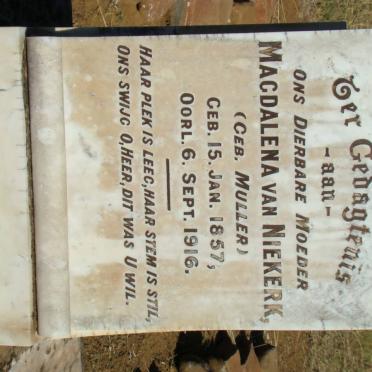 Ter Gedagtenis
-aan-
ONS DIERBARE MOEDER
MAGDALENA VAN NIEKERK,
(GEB. MULLER)
GEB. 15. JAN. 1857,
OORL. 6. SEPT. 1916.
HAAR PLEK IS LEEG, HAAR STEM IS STIL,
ONS SWIJG O, HEER, DIT WAS U WIL.